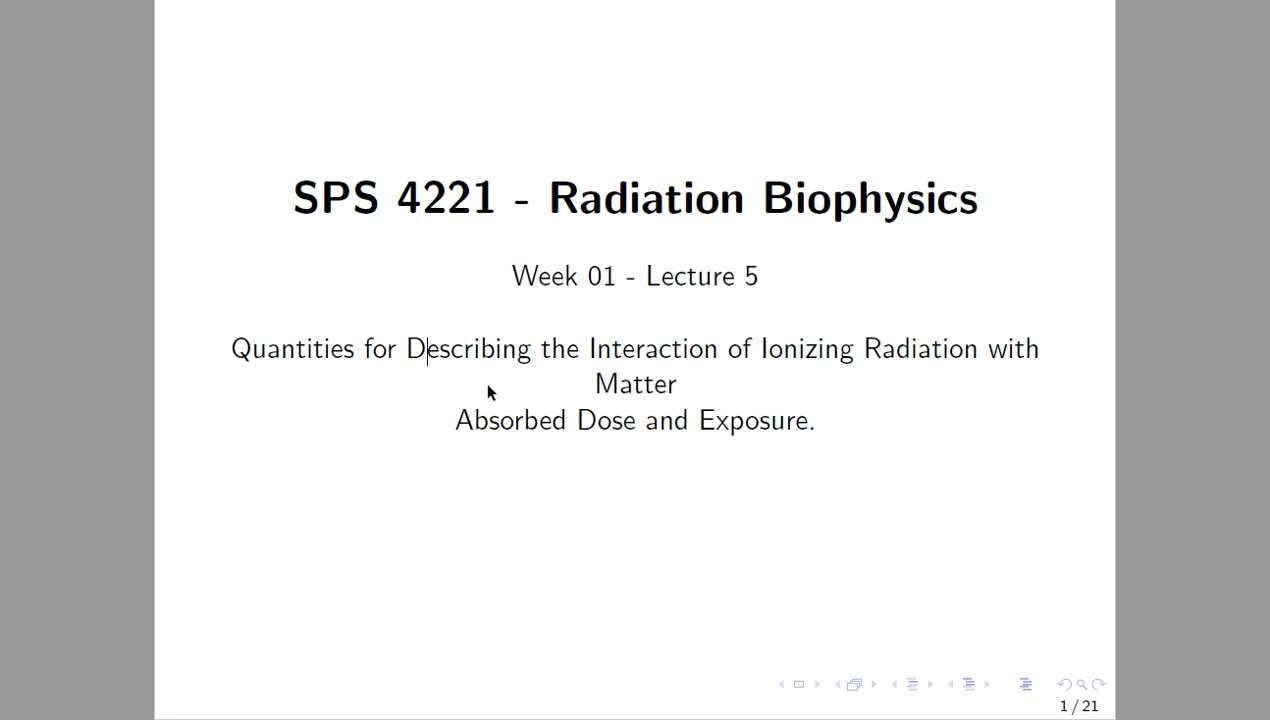 SPS 4221 - Radiation Biophysics
Week 01 - Lecture 5
Quantities for Describing the Interaction of Ionizing Radiation with
Matter
Absorbed Dose and Exposure.
1 / 21